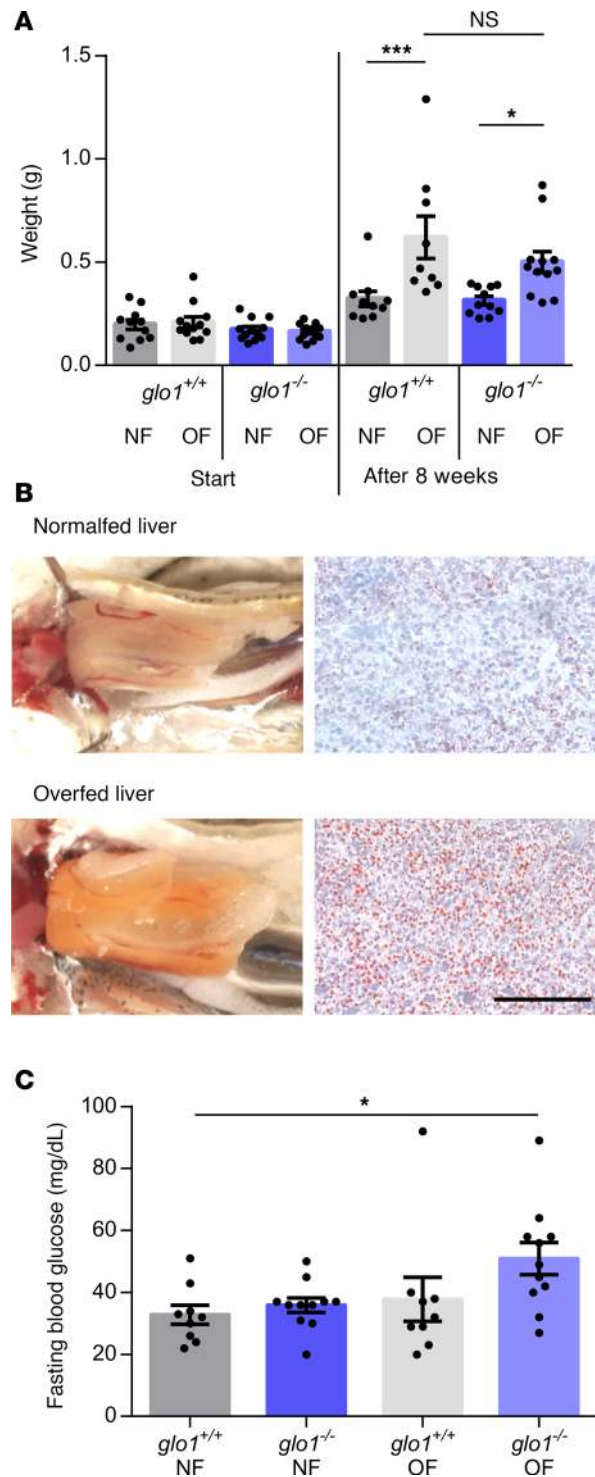 A
NS
***
*
1.5
1.0
0.5
0.0
Weight (g)
glo1+/+ glo1-/- glo1+/+ glo1-/-
NF OF NF OF NF OF NF OF
Start After 8 weeks
B
Normalfed liver
Overfed liver
C
*
100
80
60
40
20
0
Fasting blood glucose (mg/dL)
glo1+/+ glo1-/- glo1+/+ glo1-/-
NF NF OF OF